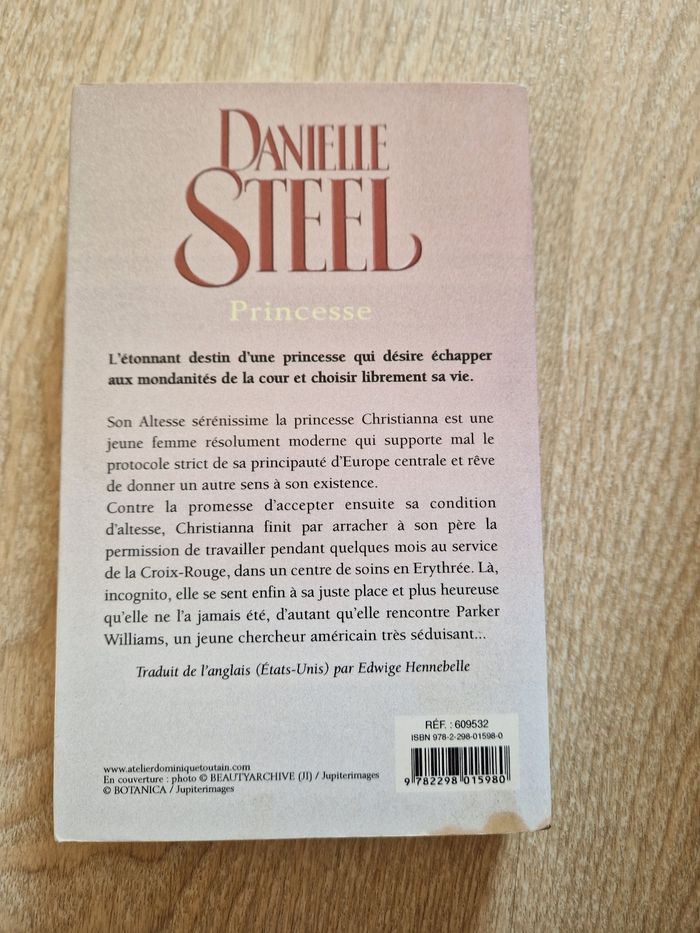 DANIELLE
STEEL
Princesse
L'étonnant destin d'une princesse qui désire échapper
aux mondanités de la cour et choisir librement sa vie.
Son Altesse sérénissime la princesse Christianna est une
jeune femme résolument moderne qui supporte mal le
protocole strict de sa principauté d'Europe centrale et rêve
de donner un autre sens à son existence.
Contre la promesse d'accepter ensuite sa condition
d'altesse, Christianna finit par arracher à son père la
permission de travailler pendant quelques mois au service
de la Croix-Rouge, dans un centre de soins en Erythrée. Là,
incognito, elle se sent enfin à sa juste place et plus heureuse
qu'elle ne l'a jamais été, d'autant qu'elle rencontre Parker
Williams, un jeune chercheur américain très séduisant...
Traduit de l'anglais (États-Unis) par Edwige Hennebelle
RÉF. : 609532
ISBN 978-2-298-01598-0
9 782298 015980
www.atelierdominiquetoutain.com
En couverture : photo © BEAUTYARCHIVE (JI) / Jupiterimages
© BOTANICA / Jupiterimages